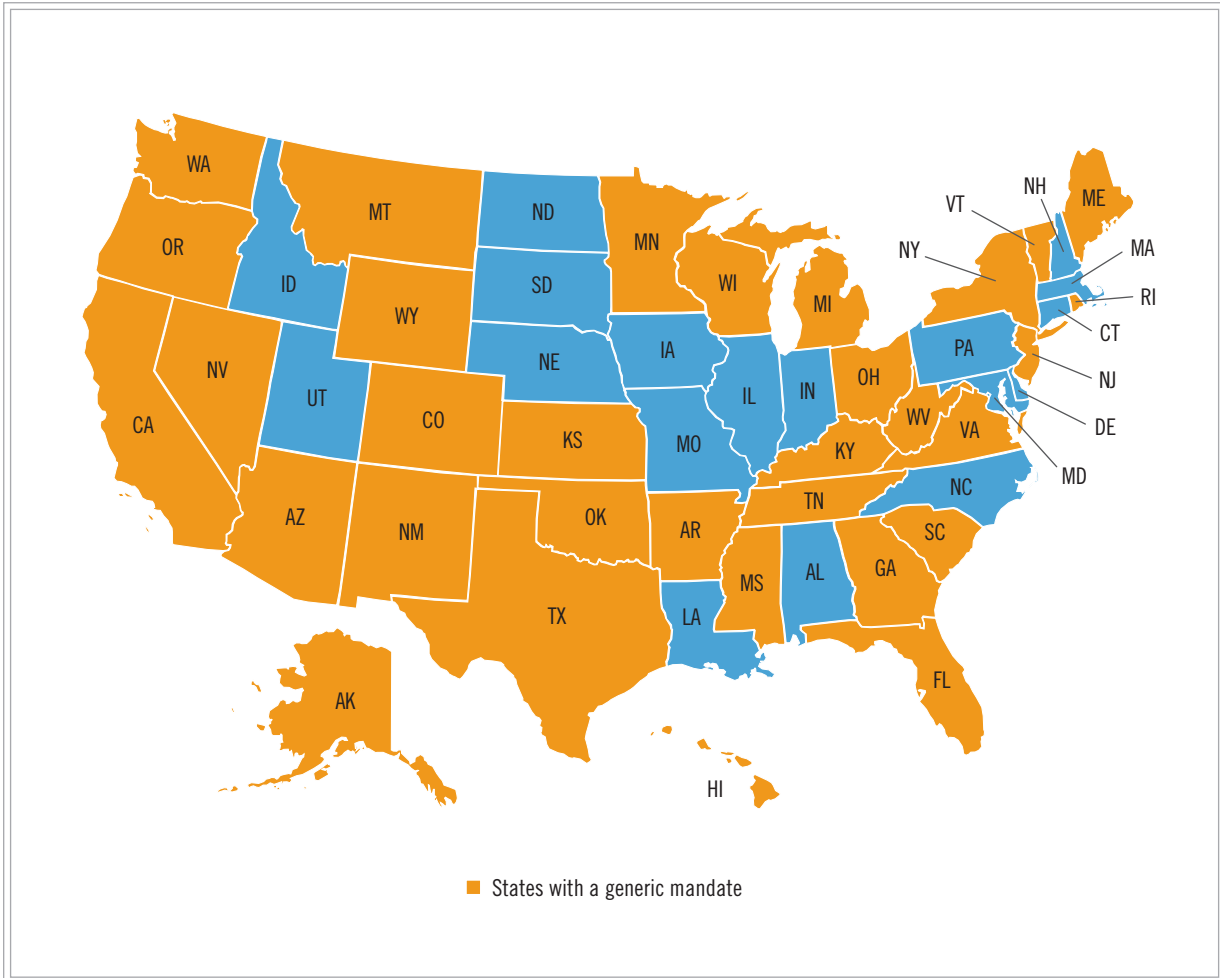 WA
MT
ND
MN
OR
ID
SD
WI
MI
NY
VT
NH
ME
MA
RI
CT
WY
NV
UT
NE
IA
PA
NJ
CA
CO
KS
MO
IL
IN
OH
WV
VA
DE
MD
KY
AZ
NM
OK
AR
TN
NC
SC
TX
LA
MS
AL
GA
FL
AK
HI
States with a generic mandate